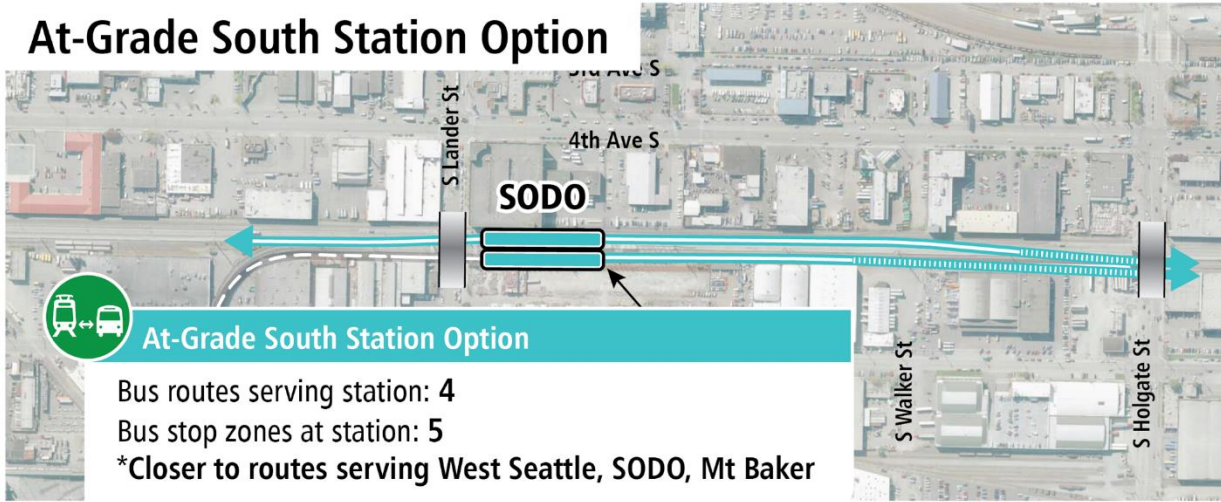 At-Grade South Station Option
3rd Ave S
4th Ave S
S Lander St
SODO
At-Grade South Station Option
Bus routes serving station: 4
Bus stop zones at station: 5
*Closer to routes serving West Seattle, SODO, Mt Baker
S Walker St
S Holgate St